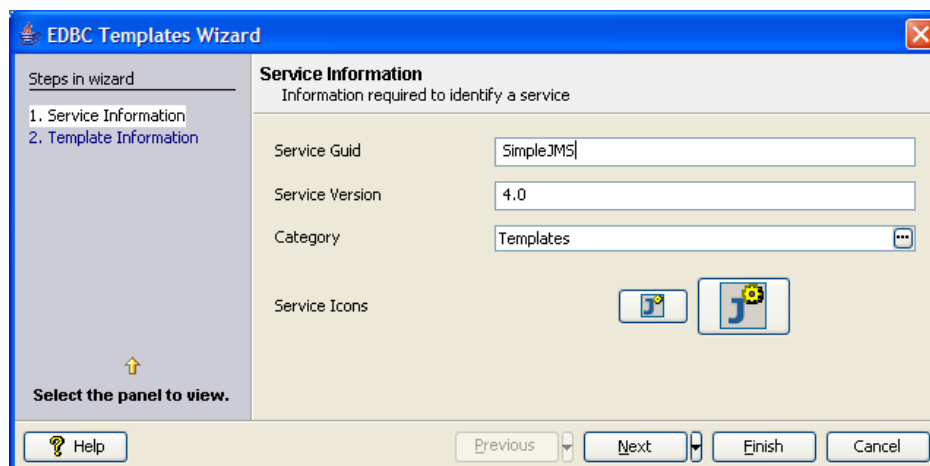 EDBC Templates Wizard
Steps in wizard
1. Service Information
2. Template Information
Select the panel to view.
Service Information
Information required to identify a service
Service Guid
SimpleJMS
Service Version
4.0
Category
Templates
...
Service Icons
J
J
? Help
Previous
Next
Finish
Cancel